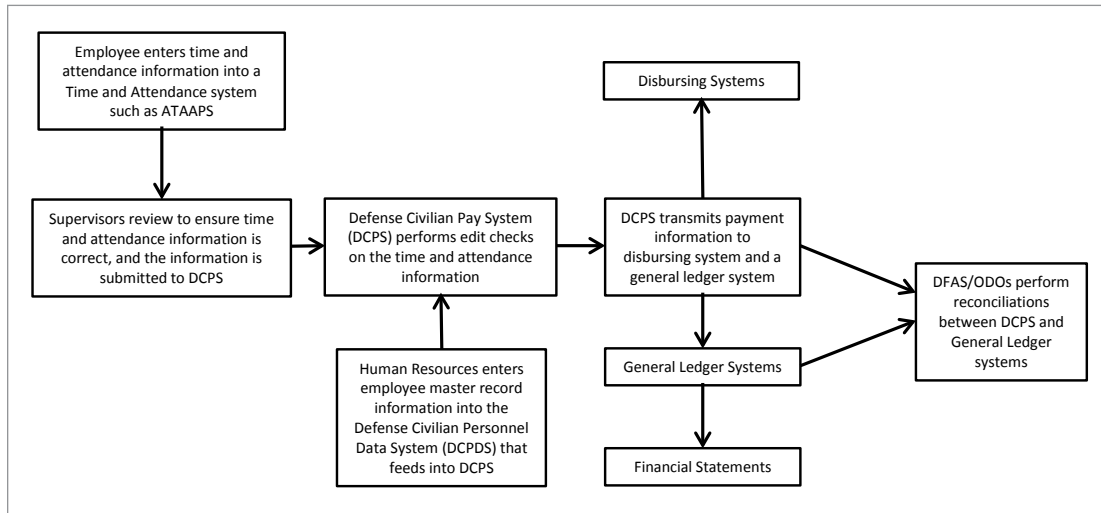 Employee enters time and
attendance information into a
Time and Attendance system
such as ATAAPS
Disbursing Systems
Supervisors review to ensure time
and attendance information is
correct, and the information is
submitted to DCPS
Defense Civilian Pay System
(DCPS) performs edit checks
on the time and attendance
information
DCPS transmits payment
information to
disbursing system and a
general ledger system
DFAS/ODOs perform
reconciliations
between DCPS and
General Ledger
systems
Human Resources enters
employee master record
information into the
Defense Civilian Personnel
Data System (DCPDS) that
feeds into DCPS
General Ledger Systems
Financial Statements